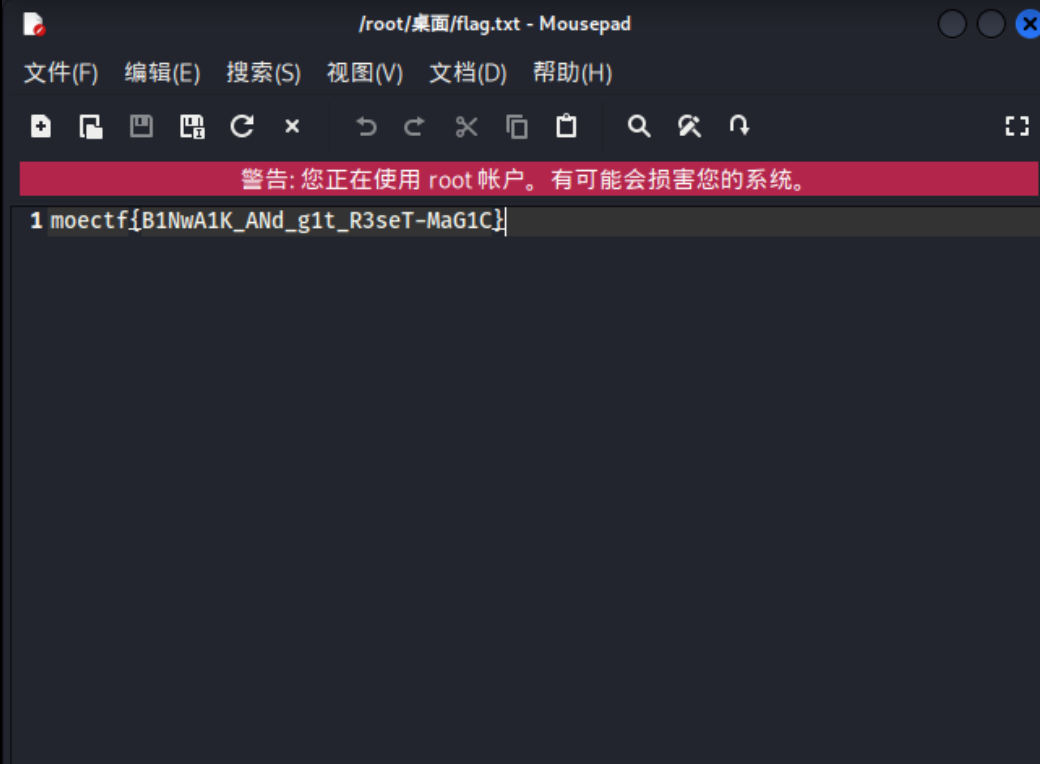 /root/桌面/flag.txt - Mousepad
文件(F) 编辑(E) 搜索(S) 视图(V) 文档(D) 帮助(H)
警告: 您正在使用 root 帐户。有可能会损害您的系统。
1 moectf{B1NwA1K_ANd_g1t_R3seT-MaG1C}